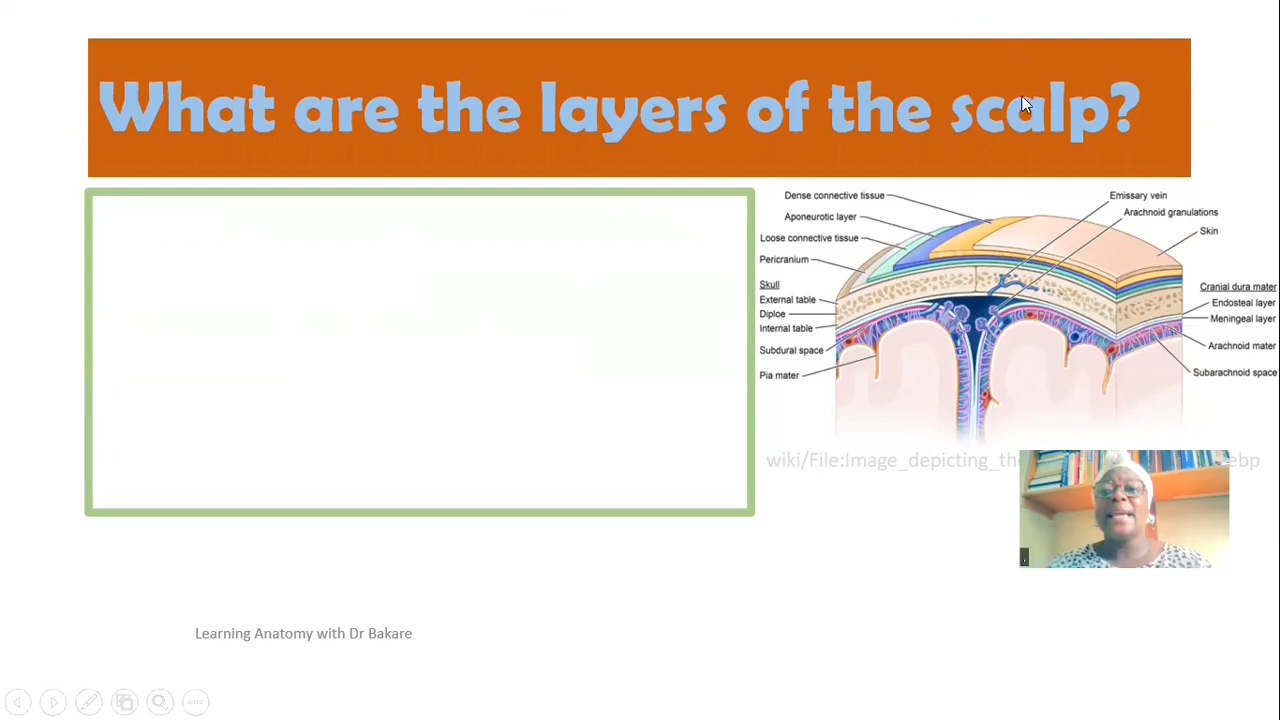 What are the layers of the scalp?
Dense connective tissue
Aponeurotic layer
Loose connective tissue
Pericranium
Skull
External table
Diploe
Internal table
Subdural space
Pia mater
Emissary vein
Arachnoid granulations
Skin
Cranial dura mater
Endosteal layer
Meningeal layer
Arachnoid mater
Subarachnoid space
wiki/File:Image_depicting_the
Learning Anatomy with Dr Bakare